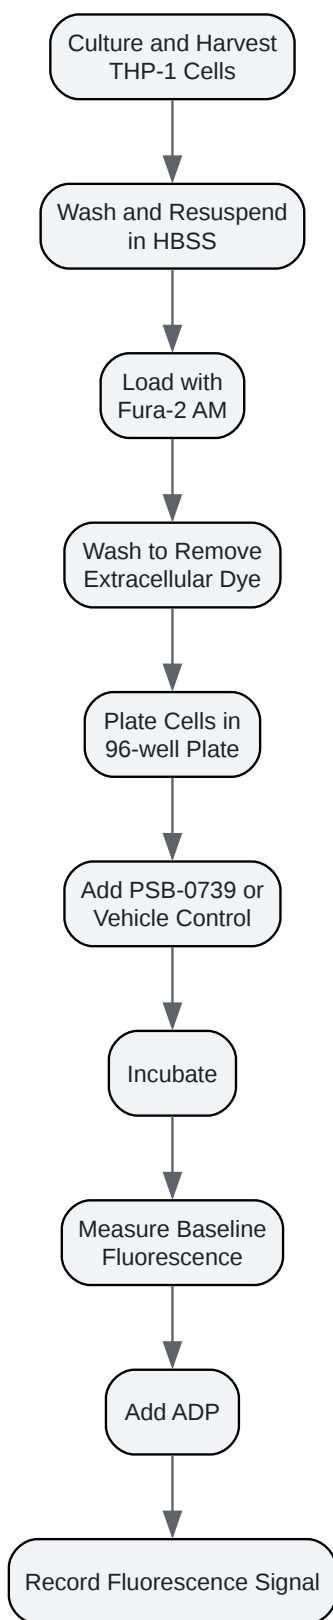 Culture and Harvest
THP-1 Cells
Wash and Resuspend
in HBSS
Load with
Fura-2 AM
Wash to Remove
Extracellular Dye
Plate Cells in
96-well Plate
Add PSB-0739 or
Vehicle Control
Incubate
Measure Baseline
Fluorescence
Add ADP
Record Fluorescence Signal